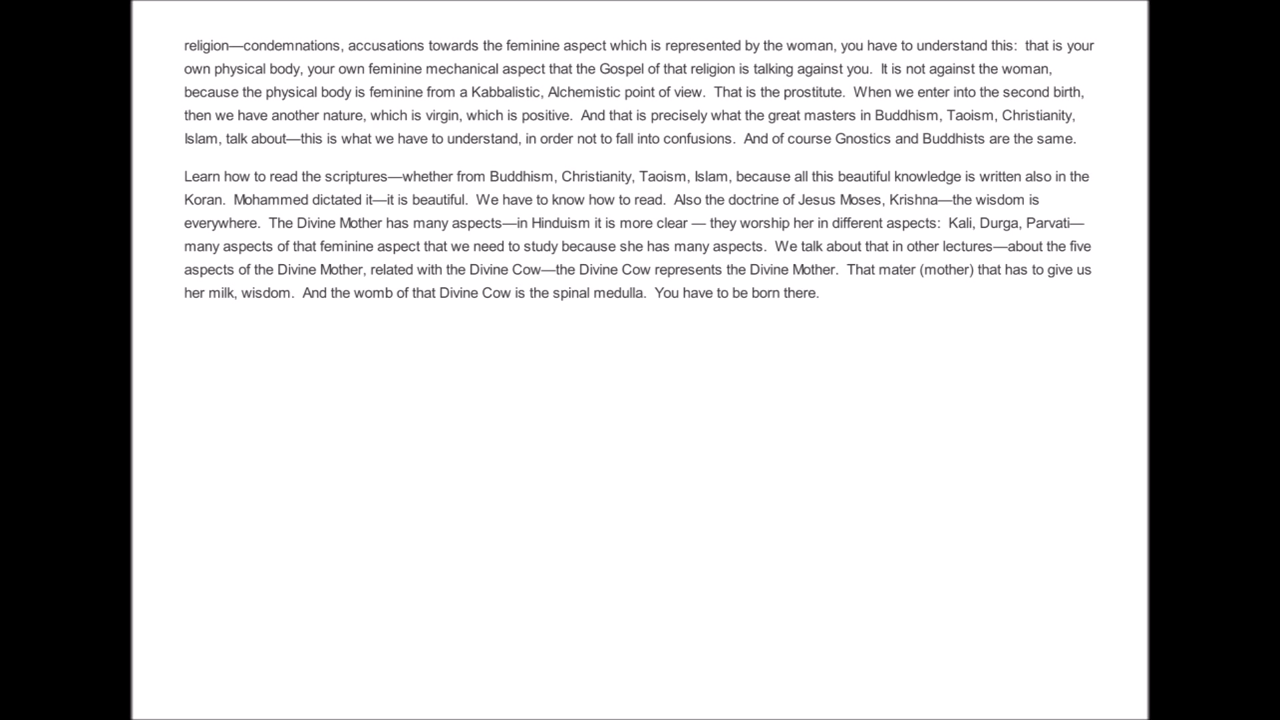 religion—condemnations, accusations towards the feminine aspect which is represented by the woman, you have to understand this:  that is your
own physical body, your own feminine mechanical aspect that the Gospel of that religion is talking against you.  It is not against the woman,
because the physical body is feminine from a Kabbalistic, Alchemistic point of view.  That is the prostitute.  When we enter into the second birth,
then we have another nature, which is virgin, which is positive.  And that is precisely what the great masters in Buddhism, Taoism, Christianity,
Islam, talk about—this is what we have to understand, in order not to fall into confusions.  And of course Gnostics and Buddhists are the same.
Learn how to read the scriptures—whether from Buddhism, Christianity, Taoism, Islam, because all this beautiful knowledge is written also in the
Koran.  Mohammed dictated it—it is beautiful.  We have to know how to read.  Also the doctrine of Jesus Moses, Krishna—the wisdom is
everywhere.  The Divine Mother has many aspects—in Hinduism it is more clear — they worship her in different aspects:  Kali, Durga, Parvati—
many aspects of that feminine aspect that we need to study because she has many aspects.  We talk about that in other lectures—about the five
aspects of the Divine Mother, related with the Divine Cow—the Divine Cow represents the Divine Mother.  That mater (mother) that has to give us
her milk, wisdom.  And the womb of that Divine Cow is the spinal medulla.  You have to be born there.